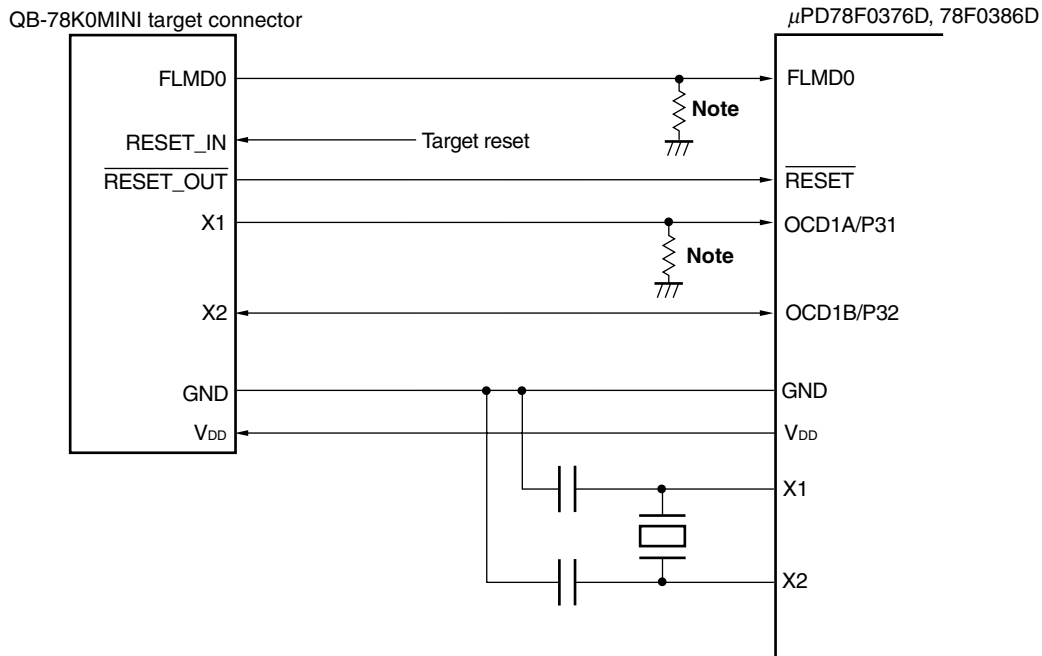 QB-78K0MINI target connector
μPD78F0376D, 78F0386D
FLMD0
FLMD0
Note
RESET_IN
Target reset
RESET_OUT
RESET
X1
OCD1A/P31
Note
X2
OCD1B/P32
GND
GND
VDD
VDD
X1
X2